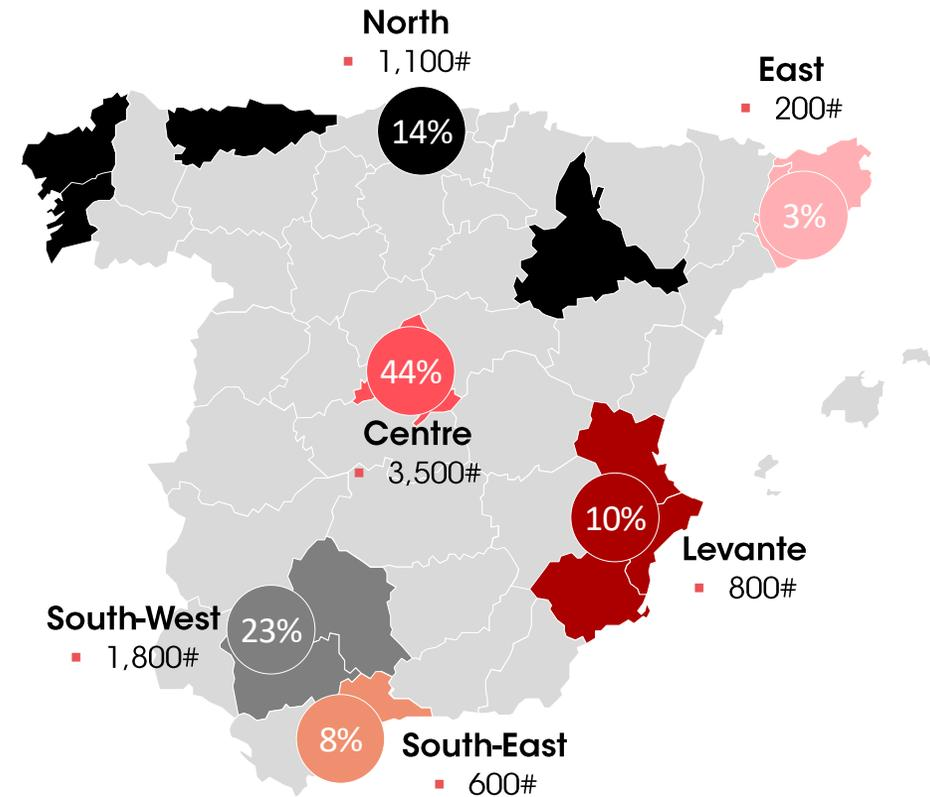 North
▪ 1,100#
14%
East
▪ 200#
3%
44%
Centre
▪ 3,500#
10%
Levante
▪ 800#
South-West
▪ 1,800#
23%
8%
South-East
▪ 600#